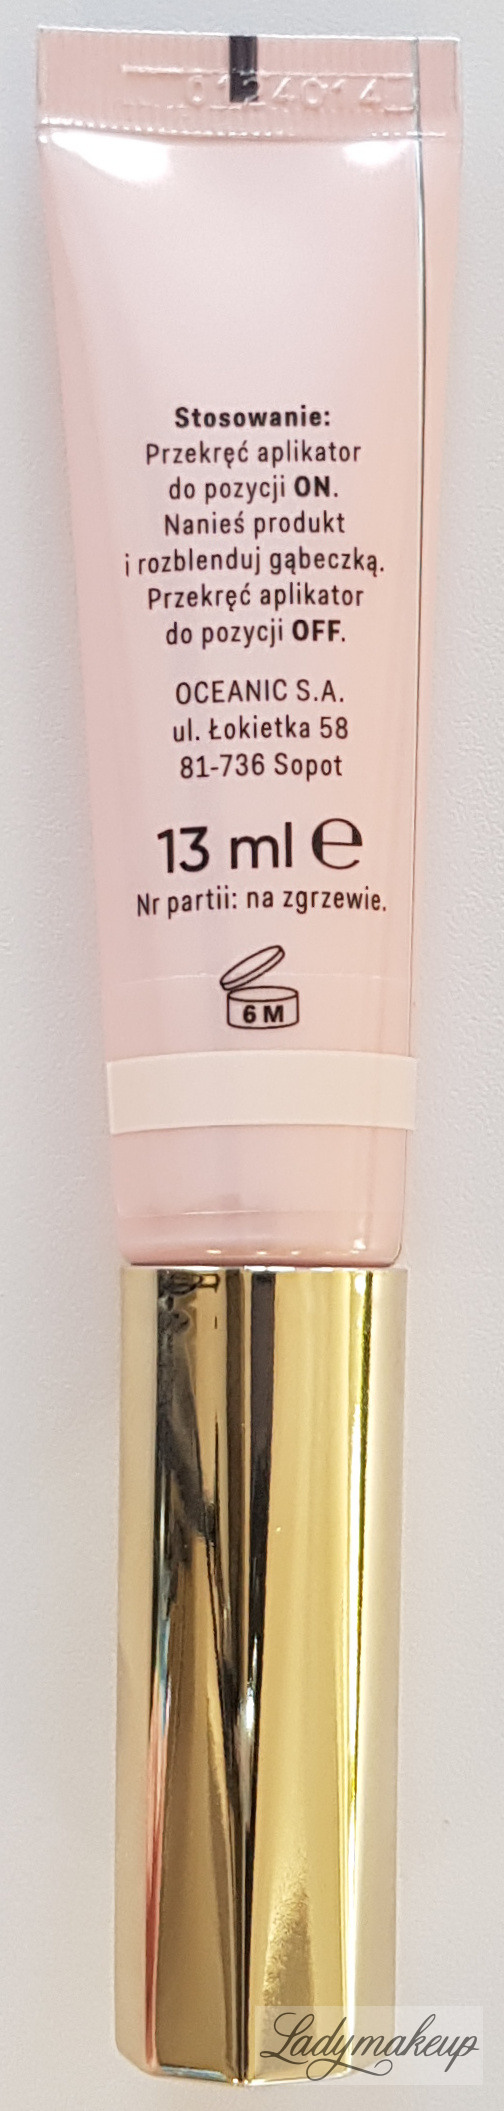 0124014
Stosowanie:
Przekręć aplikator
do pozycji ON.
Nanieś produkt
i rozblenduj gąbeczką.
Przekręć aplikator
do pozycji OFF.
OCEANIC S.A.
ul. Łokietka 58
81-736 Sopot
13 ml e
Nr partii: na zgrzewie.
6 M
Ladymakeup